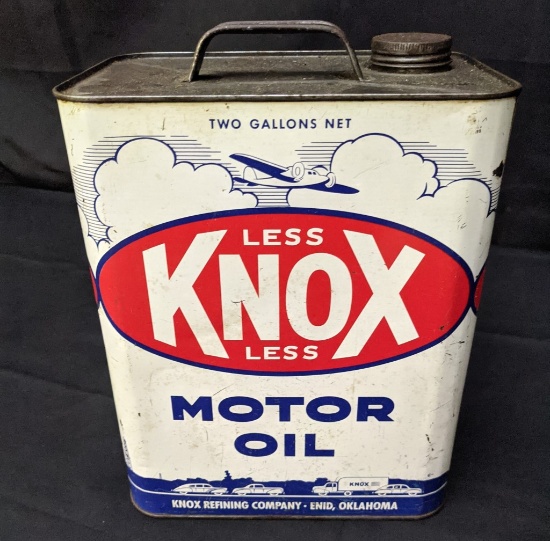 TWO GALLONS NET
LESS
KNOX
LESS
MOTOR
OIL
KNOX
KNOX REFINING COMPANY · ENID, OKLAHOMA